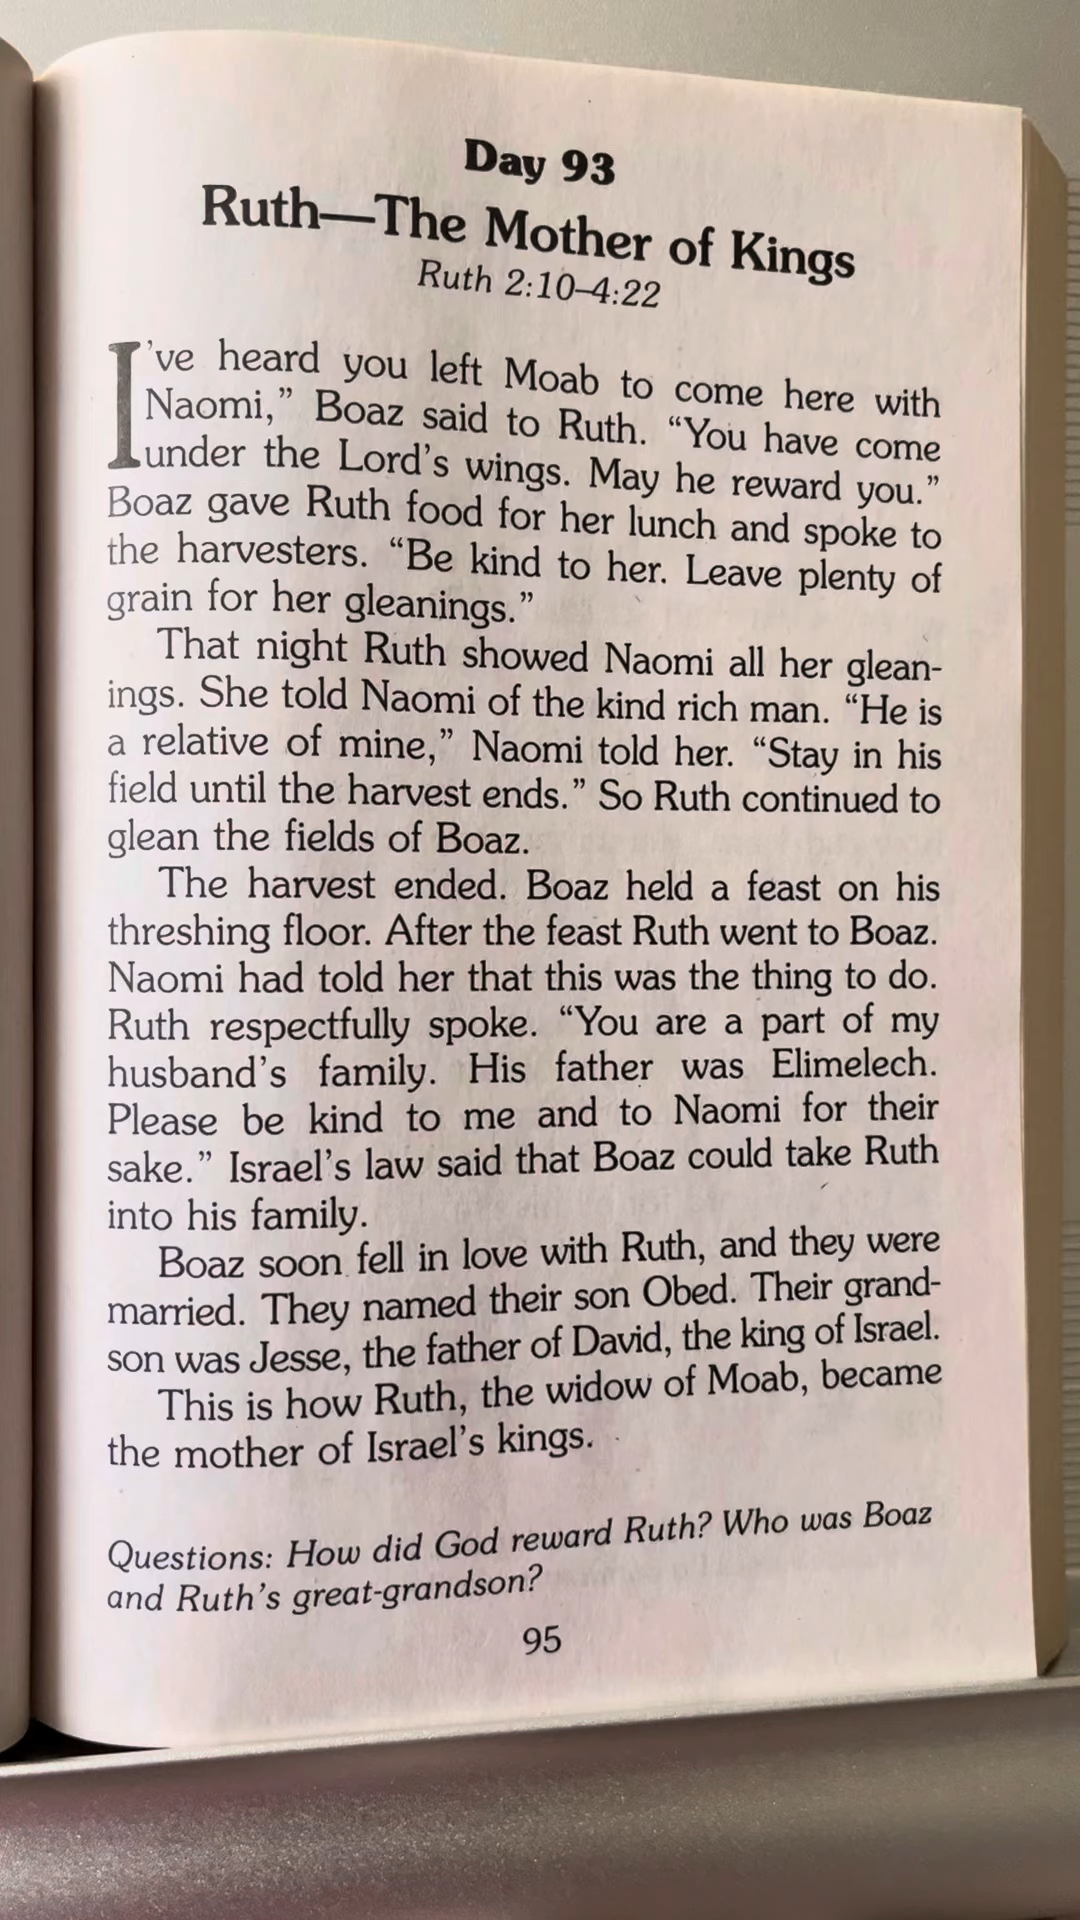 Day 93
Ruth—The Mother of Kings
Ruth 2:10–4:22
I've heard you left Moab to come here with
Naomi,” Boaz said to Ruth. “You have come
under the Lord's wings. May he reward you.”
Boaz gave Ruth food for her lunch and spoke to
the harvesters. “Be kind to her. Leave plenty of
grain for her gleanings.”
That night Ruth showed Naomi all her glean-
ings. She told Naomi of the kind rich man. “He is
a relative of mine,” Naomi told her. “Stay in his
field until the harvest ends.” So Ruth continued to
glean the fields of Boaz.
The harvest ended. Boaz held a feast on his
threshing floor. After the feast Ruth went to Boaz.
Naomi had told her that this was the thing to do.
Ruth respectfully spoke. “You are a part of my
husband's family. His father was Elimelech.
Please be kind to me and to Naomi for their
sake.” Israel's law said that Boaz could take Ruth
into his family.
Boaz soon fell in love with Ruth, and they were
married. They named their son Obed. Their grand-
son was Jesse, the father of David, the king of Israel.
This is how Ruth, the widow of Moab, became
the mother of Israel's kings.
Questions: How did God reward Ruth? Who was Boaz
and Ruth's great-grandson?
95